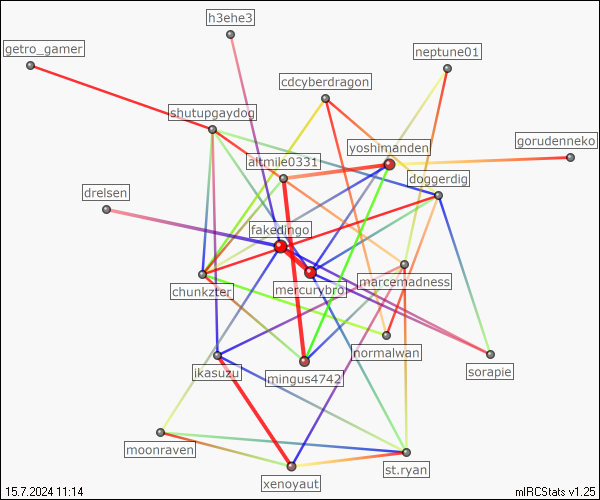 h3ehe3
getro_gamer
neptune01
cdcyberdragon
shutupgaydog
gorudenneko
yoshimanden
altmile0331
doggerdig
drelsen
fakedingo
marcemadness
chunkzter
mercurybro
normalwan
sorapie
ikasuzu
mingus4742
moonraven
st.ryan
xenoyaut
15.7.2024 11:14
mIRCStats v1.25